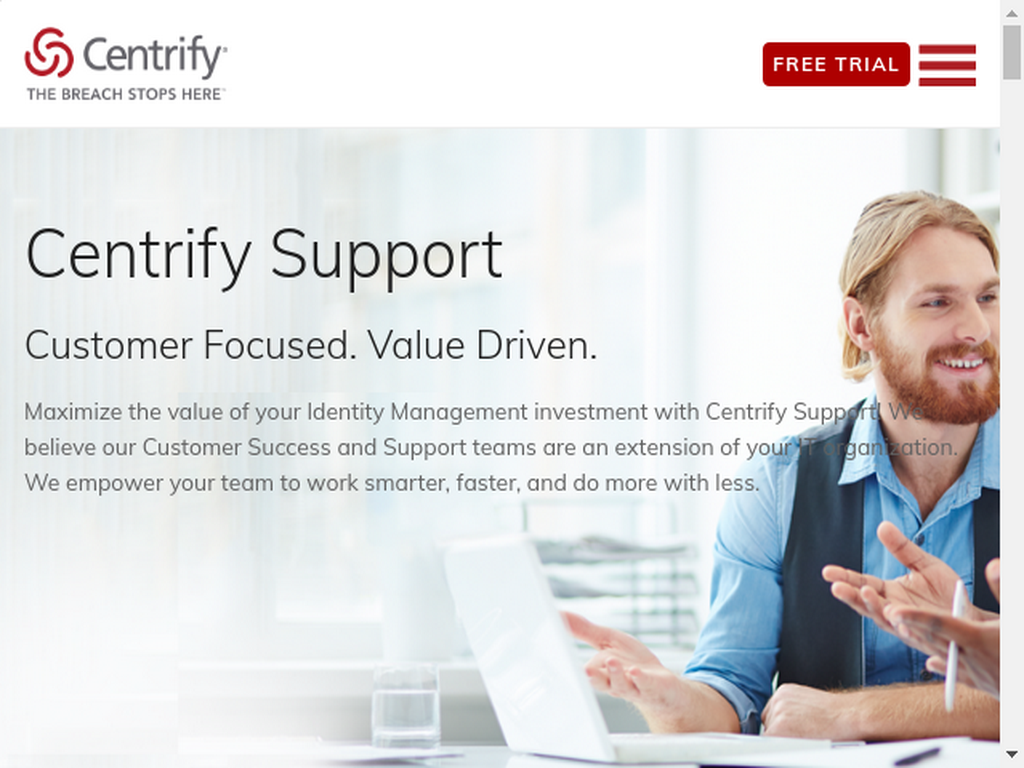 Centrify®
THE BREACH STOPS HERE™
FREE TRIAL
Centrify Support
Customer Focused. Value Driven.
Maximize the value of your Identity Management investment with Centrify Support! We
believe our Customer Success and Support teams are an extension of your IT organization.
We empower your team to work smarter, faster, and do more with less.